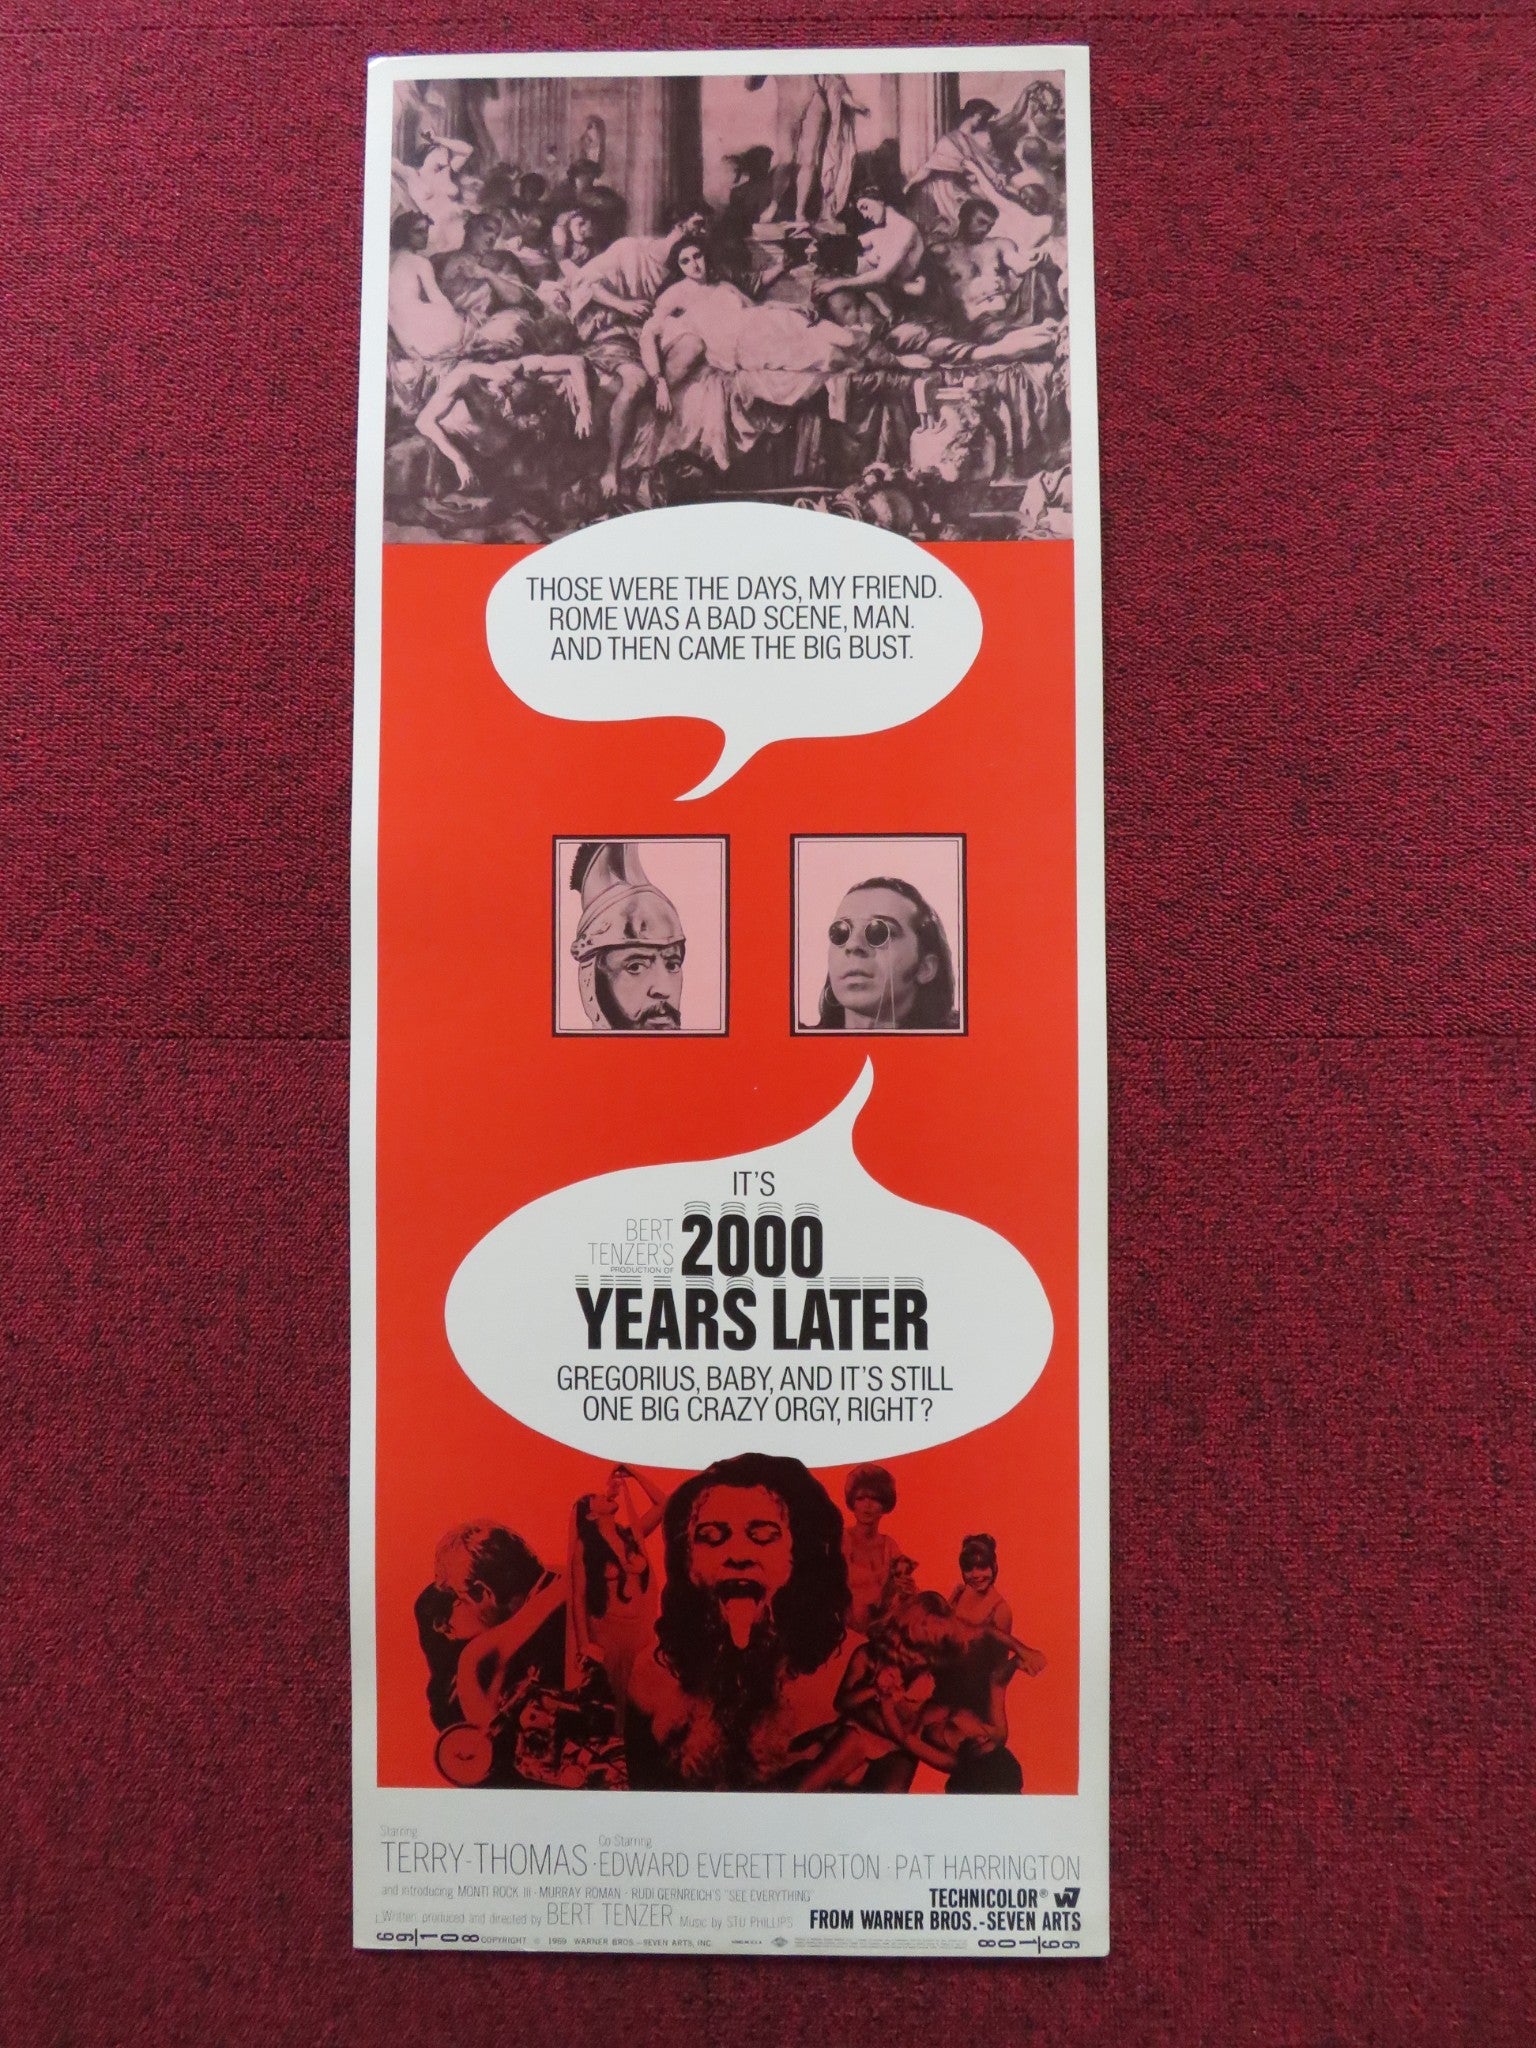 THOSE WERE THE DAYS, MY FRIEND.
ROME WAS A BAD SCENE, MAN.
AND THEN CAME THE BIG BUST.
IT'S
BERT
TENZER'S
PRODUCTION OF
2000
YEARS LATER
GREGORIUS, BABY, AND IT'S STILL
ONE BIG CRAZY ORGY, RIGHT?
Starring
TERRY-THOMAS
Co Starring
EDWARD EVERETT HORTON · PAT HARRINGTON
and introducing MONTI ROCK III · MURRAY ROMAN · RUDI GERNREICH'S "SEE EVERYTHING"
Written, produced and directed by BERT TENZER Music by STU PHILLIPS
TECHNICOLOR® W7
FROM WARNER BROS.-SEVEN ARTS
69/108
COPYRIGHT © 1969 WARNER BROS.—SEVEN ARTS, INC.
69/108